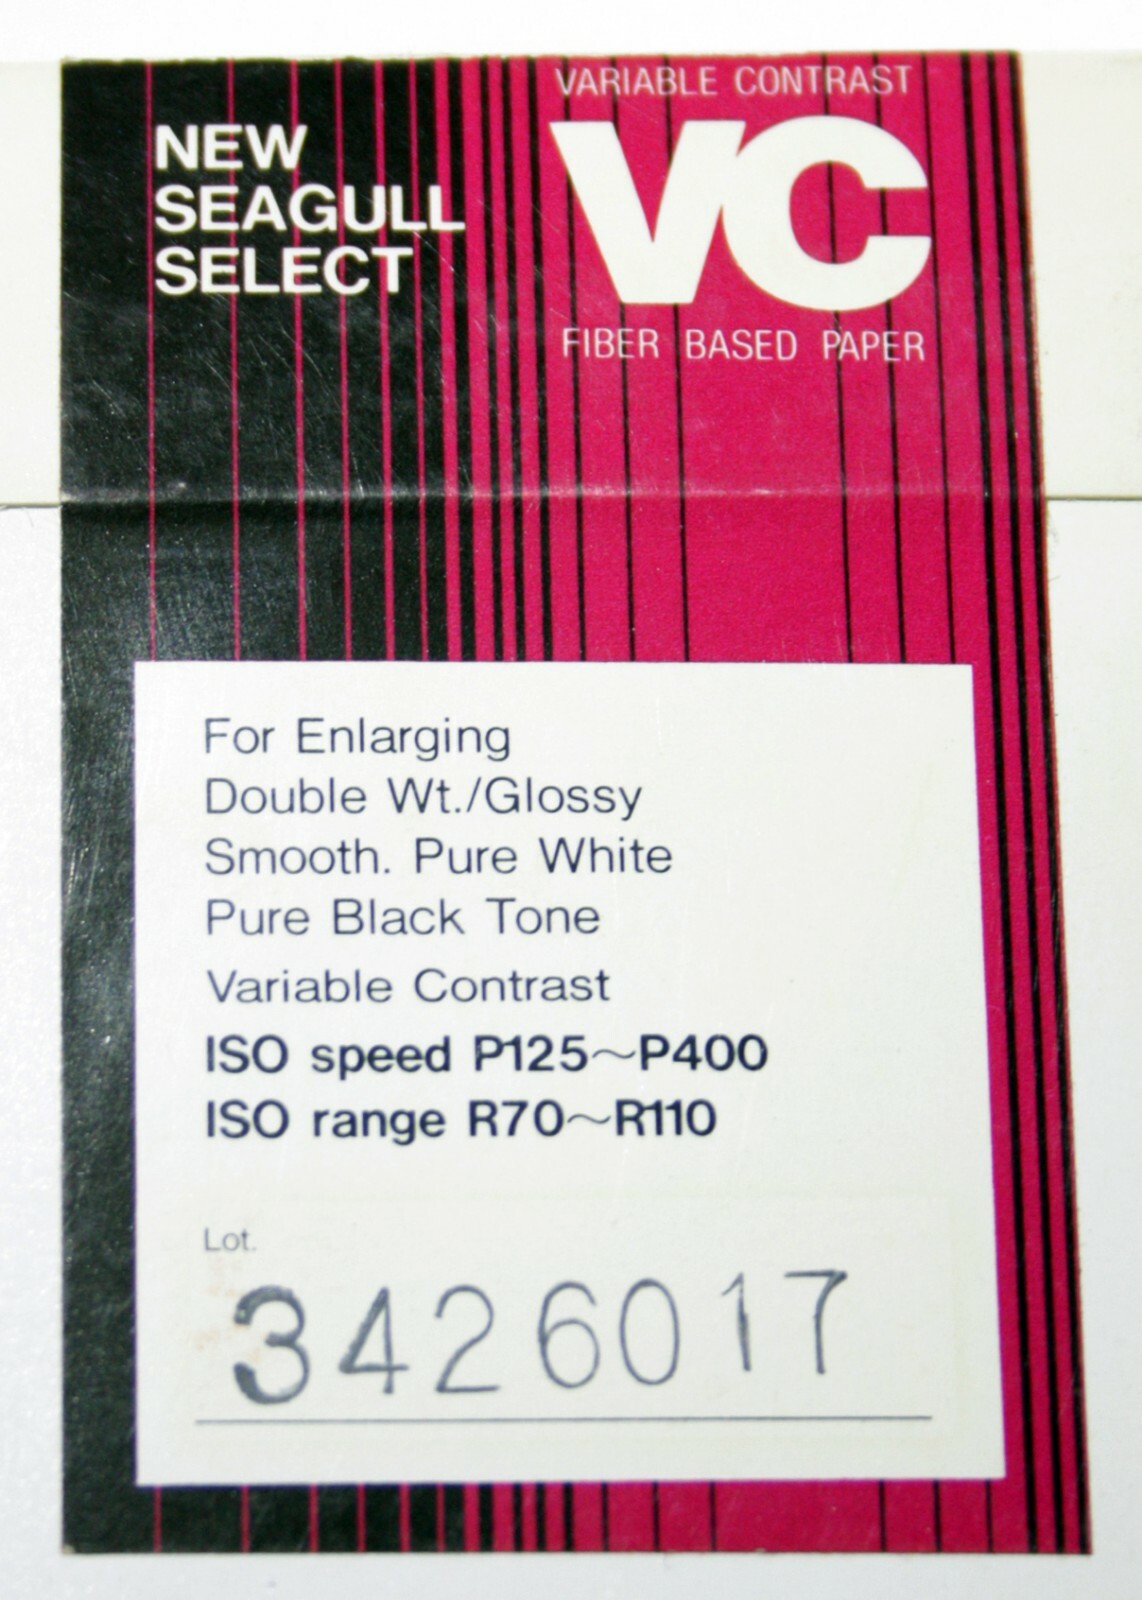 NEW
SEAGULL
SELECT
VARIABLE CONTRAST
VC
FIBER BASED PAPER
For Enlarging
Double Wt./Glossy
Smooth. Pure White
Pure Black Tone
Variable Contrast
ISO speed P125～P400
ISO range R70～R110
Lot.
3426017